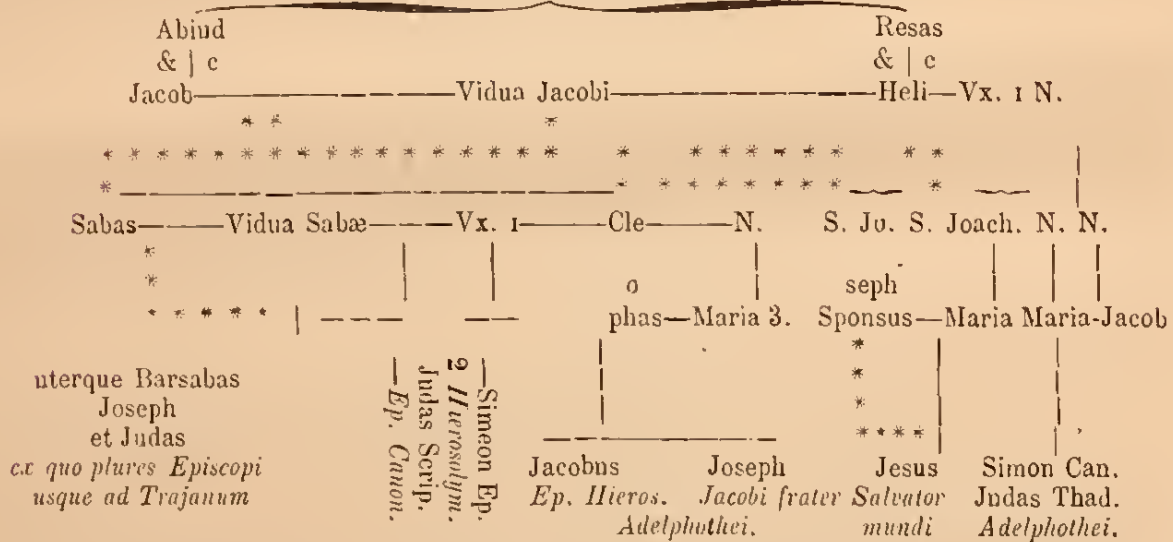 Abiud Resas
& | c & | c
Jacob Vidua Jacobi Heli Vx. 1 N.
Sabas Vidua Sabæ Vx. 1 Cle N. S. Jo. S. Joach. N. N.
o seph
phas Maria 3. Sponsus Maria Maria-Jacob
uterque Barsabas
Joseph
et Judas
ex quo plures Episcopi
usque ad Trajanum
Simeon Ep.
2 Hierosolym.
Judas Scrip.
Ep. Canon.
Jacobus Joseph Jesus Simon Can.
Ep. Hieros. Jacobi frater Salvator Judas Thad.
Adelphothei. mundi Adelphothei.